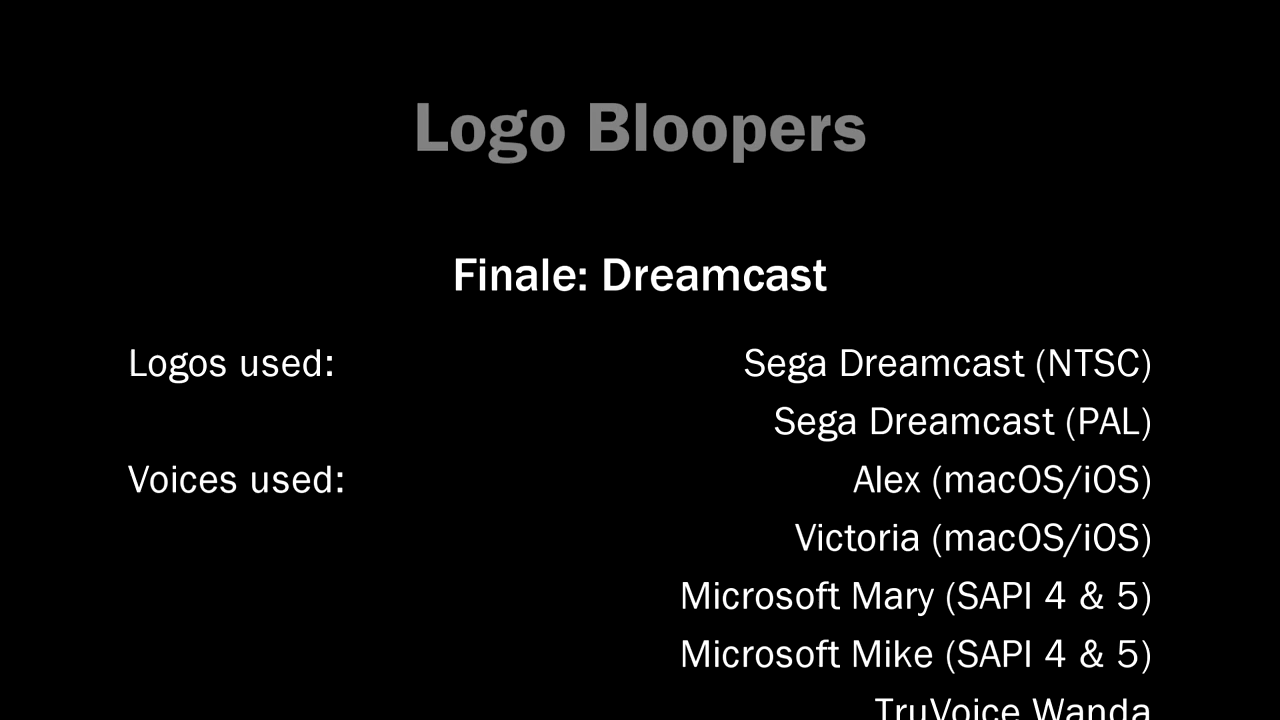 Logo Bloopers
Finale: Dreamcast
Logos used: Sega Dreamcast (NTSC)
Sega Dreamcast (PAL)
Voices used: Alex (macOS/iOS)
Victoria (macOS/iOS)
Microsoft Mary (SAPI 4 & 5)
Microsoft Mike (SAPI 4 & 5)
TruVoice Wanda